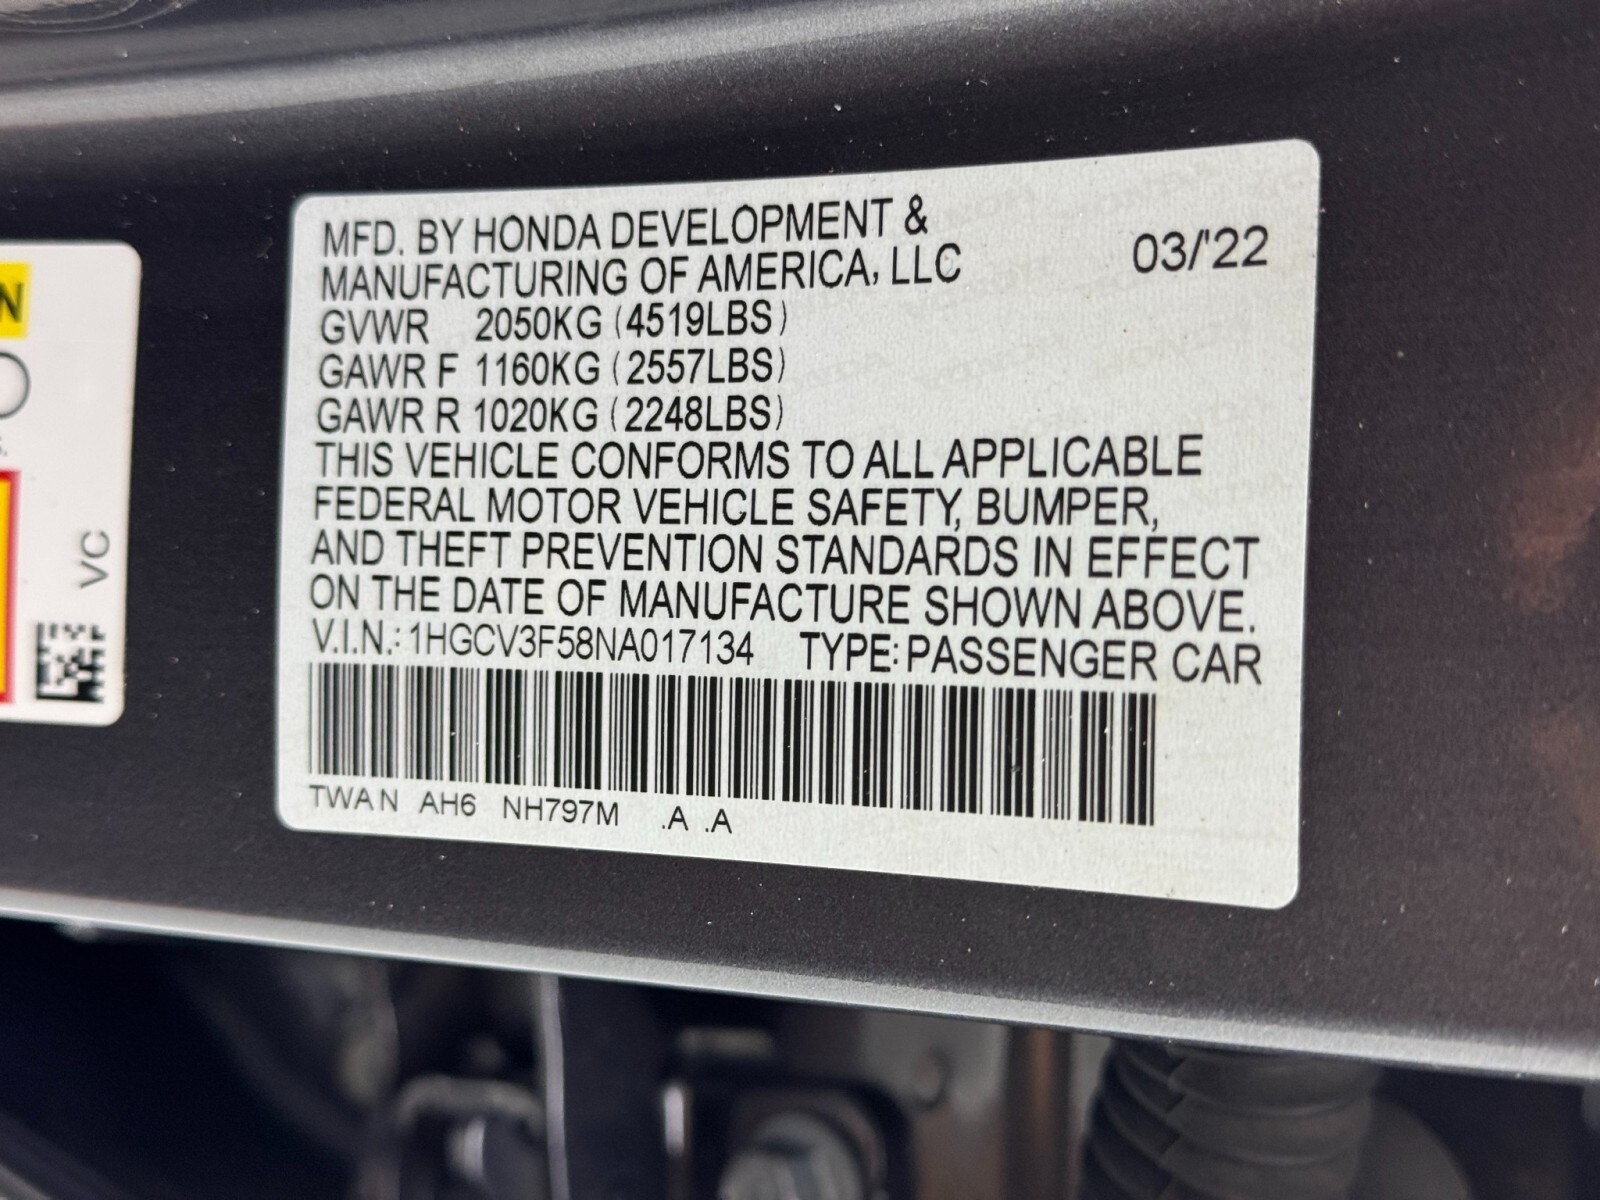 MFD. BY HONDA DEVELOPMENT &
MANUFACTURING OF AMERICA, LLC
03/'22
GVWR 2050KG (4519LBS)
GAWR F 1160KG (2557LBS)
GAWR R 1020KG (2248LBS)
THIS VEHICLE CONFORMS TO ALL APPLICABLE
FEDERAL MOTOR VEHICLE SAFETY, BUMPER,
AND THEFT PREVENTION STANDARDS IN EFFECT
ON THE DATE OF MANUFACTURE SHOWN ABOVE.
V.I.N.: 1HGCV3F58NA017134 TYPE: PASSENGER CAR
TWAN AH6 NH797M .A .A
N
VC